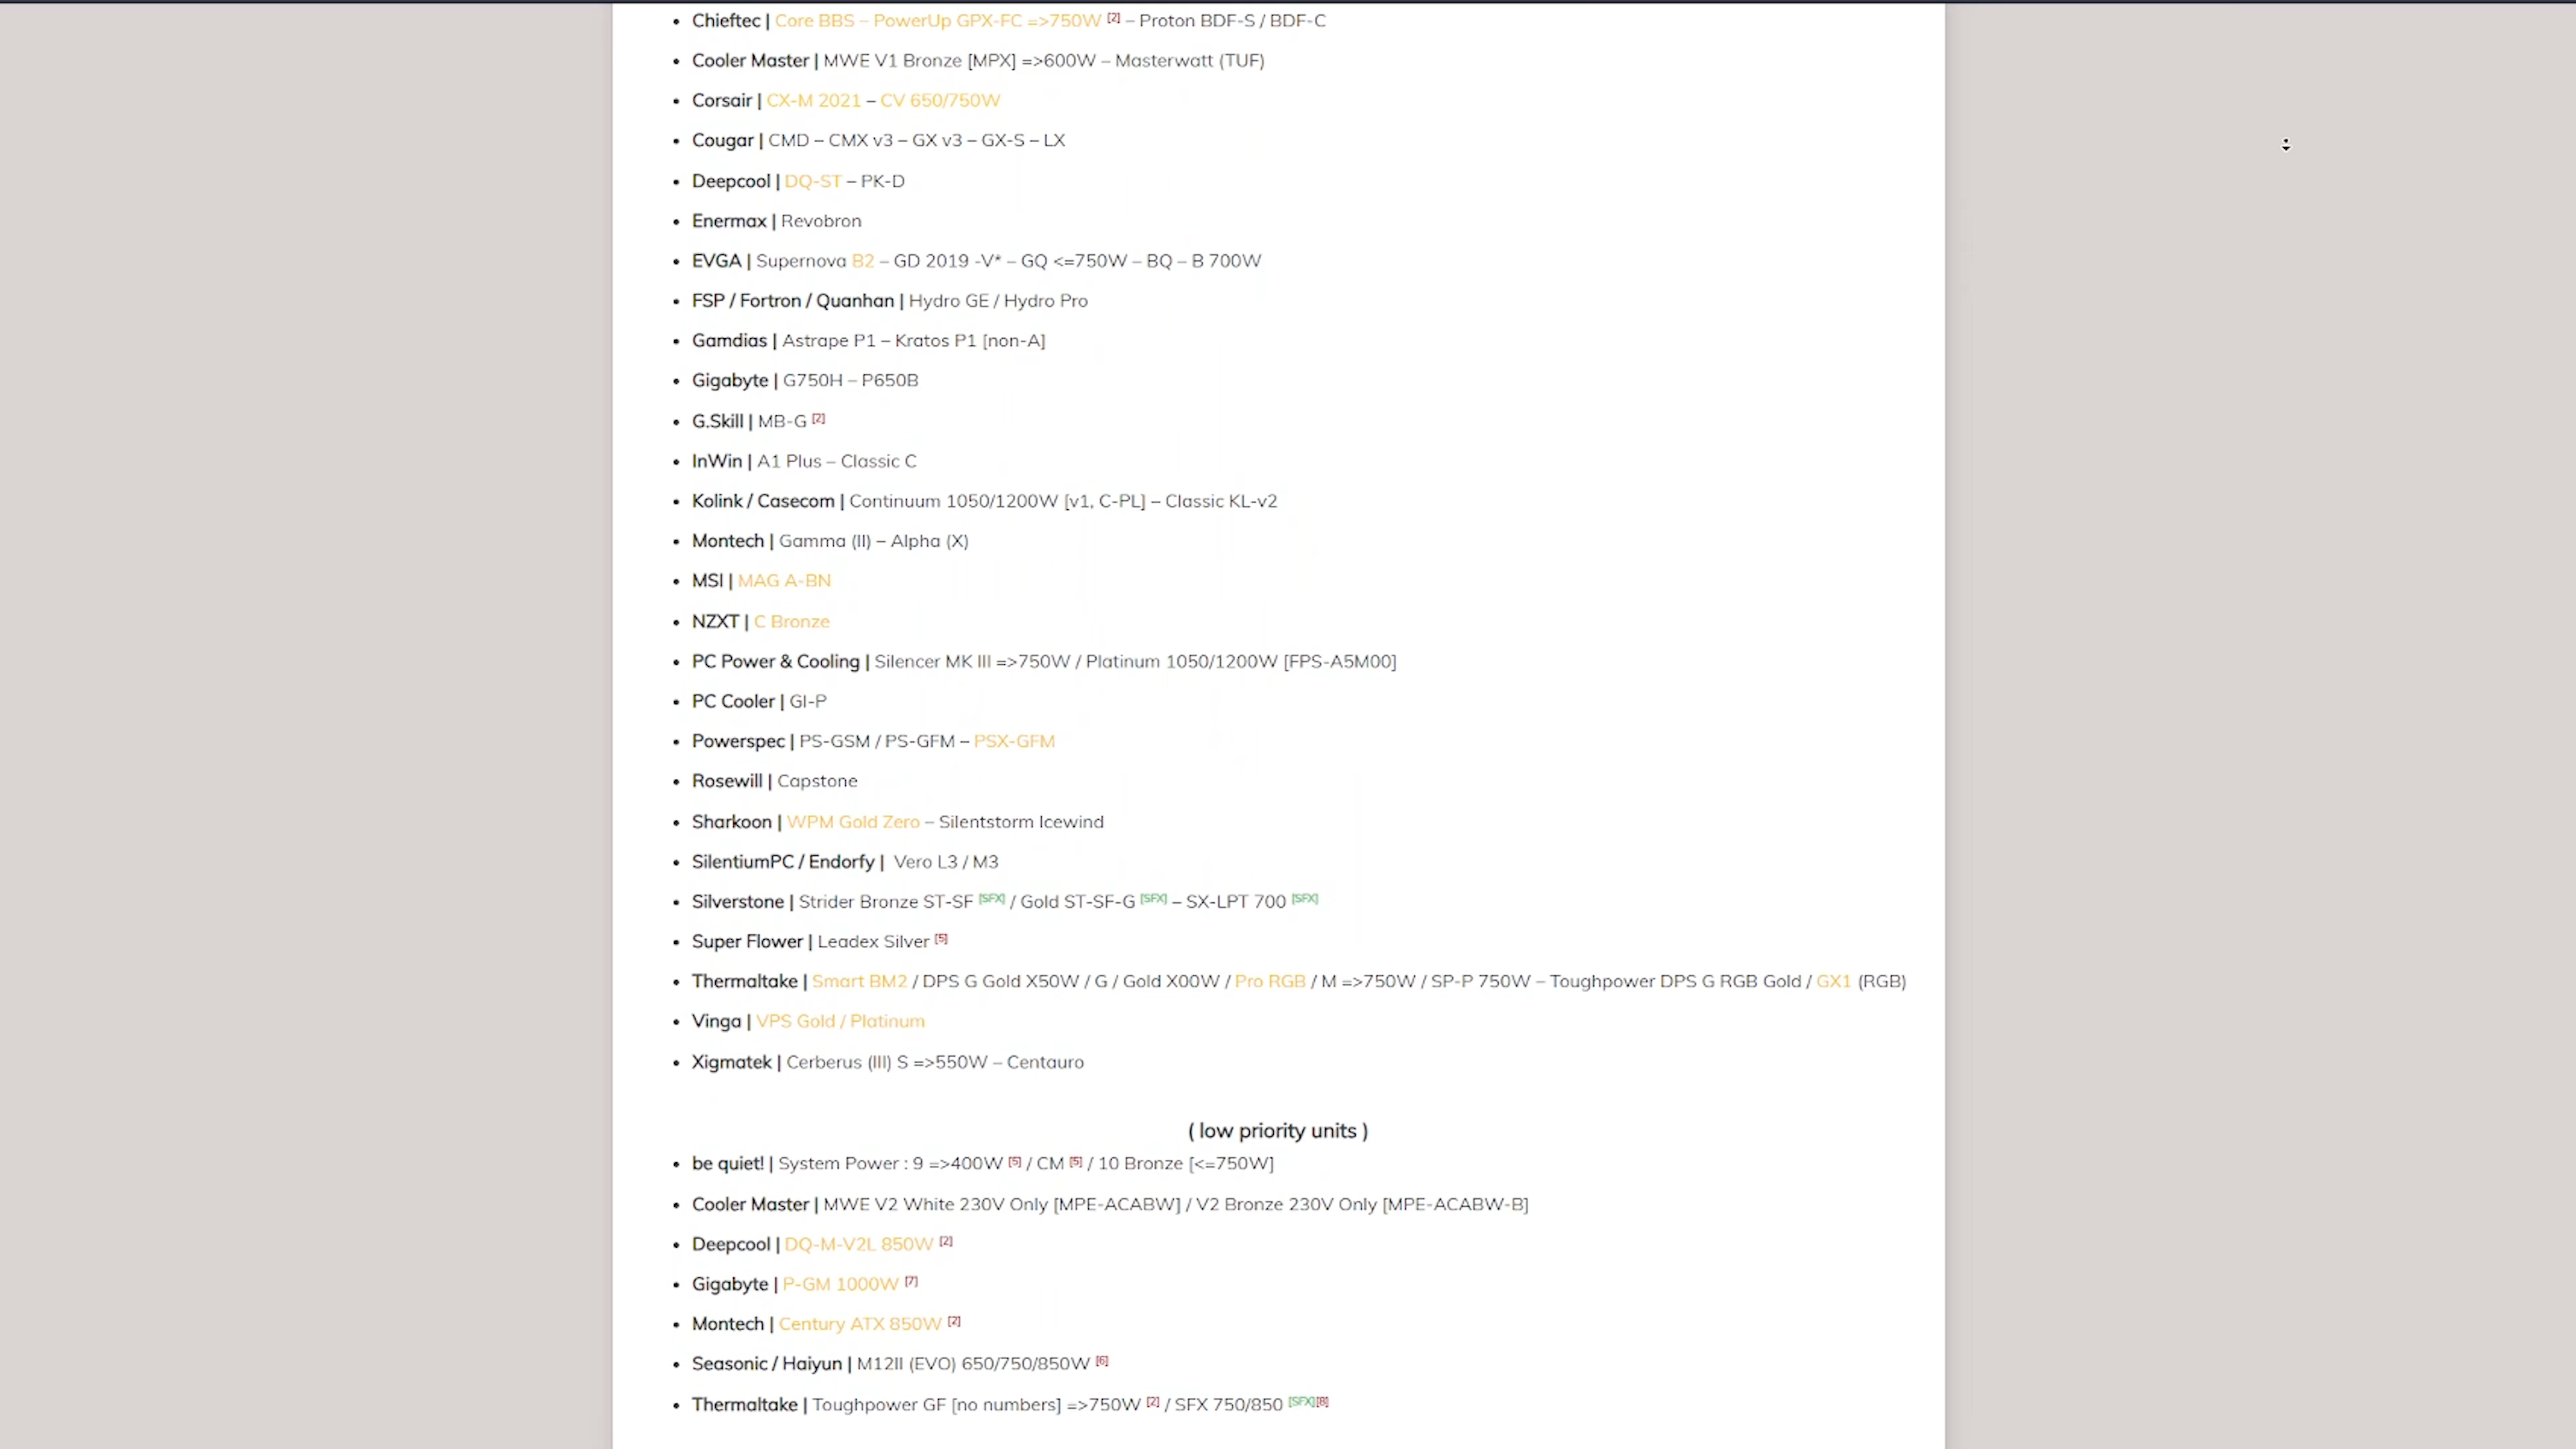 • Chieftec | Core BBS – PowerUp GPX-FC =>750W [2] – Proton BDF-S / BDF-C
• Cooler Master | MWE V1 Bronze [MPX] =>600W – Masterwatt (TUF)
• Corsair | CX-M 2021 – CV 650/750W
• Cougar | CMD – CMX v3 – GX v3 – GX-S – LX
• Deepcool | DQ-ST – PK-D
• Enermax | Revobron
• EVGA | Supernova B2 – GD 2019 -V* – GQ <=750W – BQ – B 700W
• FSP / Fortron / Quanhan | Hydro GE / Hydro Pro
• Gamdias | Astrape P1 – Kratos P1 [non-A]
• Gigabyte | G750H – P650B
• G.Skill | MB-G [2]
• InWin | A1 Plus – Classic C
• Kolink / Casecom | Continuum 1050/1200W [v1, C-PL] – Classic KL-v2
• Montech | Gamma (II) – Alpha (X)
• MSI | MAG A-BN
• NZXT | C Bronze
• PC Power & Cooling | Silencer MK III =>750W / Platinum 1050/1200W [FPS-A5M00]
• PC Cooler | GI-P
• Powerspec | PS-GSM / PS-GFM – PSX-GFM
• Rosewill | Capstone
• Sharkoon | WPM Gold Zero – Silentstorm Icewind
• SilentiumPC / Endorfy | Vero L3 / M3
• Silverstone | Strider Bronze ST-SF [SFX] / Gold ST-SF-G [SFX] – SX-LPT 700 [SFX]
• Super Flower | Leadex Silver [5]
• Thermaltake | Smart BM2 / DPS G Gold X50W / G / Gold X00W / Pro RGB / M =>750W / SP-P 750W – Toughpower DPS G RGB Gold / GX1 (RGB)
• Vinga | VPS Gold / Platinum
• Xigmatek | Cerberus (III) S =>550W – Centauro
( low priority units )
• be quiet! | System Power : 9 =>400W [5] / CM [5] / 10 Bronze [<=750W]
• Cooler Master | MWE V2 White 230V Only [MPE-ACABW] / V2 Bronze 230V Only [MPE-ACABW-B]
• Deepcool | DQ-M-V2L 850W [2]
• Gigabyte | P-GM 1000W [7]
• Montech | Century ATX 850W [2]
• Seasonic / Haiyun | M12II (EVO) 650/750/850W [6]
• Thermaltake | Toughpower GF [no numbers] =>750W [2] / SFX 750/850 [SFX][8]